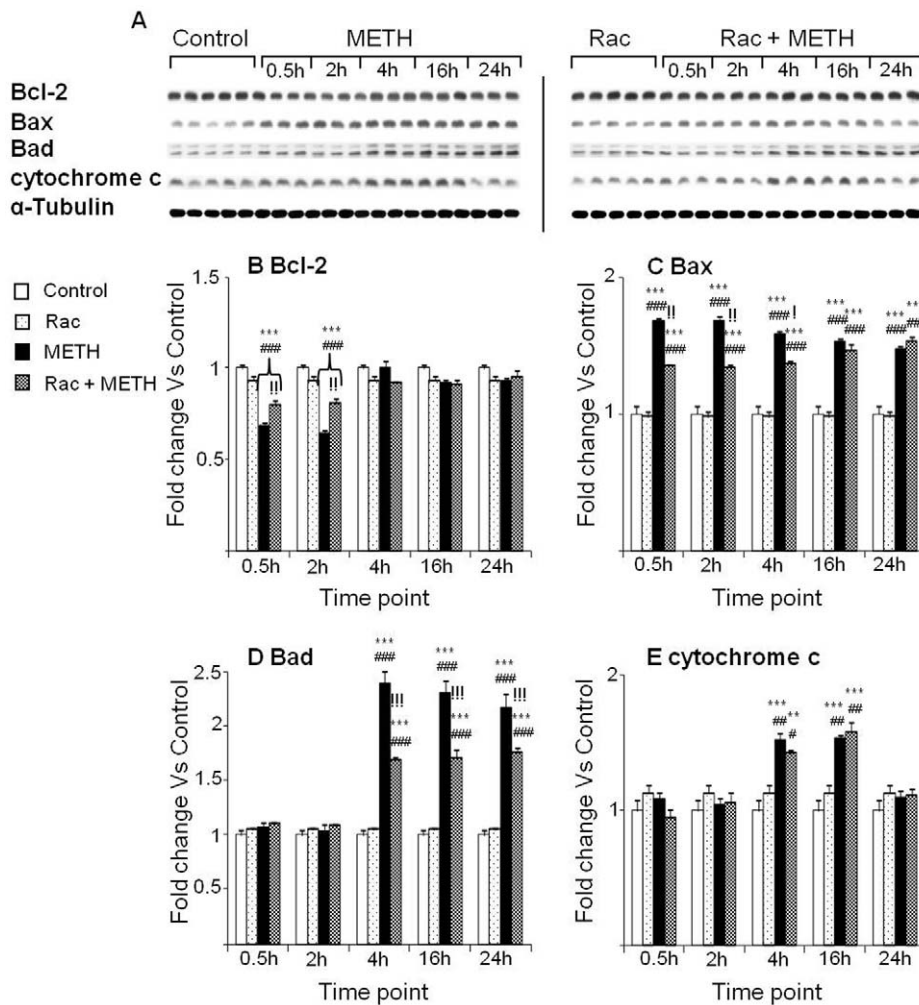 A
Control METH Rac Rac + METH
0.5h 2h 4h 16h 24h 0.5h 2h 4h 16h 24h
Bcl-2
Bax
Bad
cytochrome c
α-Tubulin
Control
Rac
METH
Rac + METH
B Bcl-2
Fold change Vs Control
1.5
1
0.5
*** ***
### ###
!! !!
0.5h 2h 4h 16h 24h
Time point
C Bax
Fold change Vs Control
2
1
*** *** *** *** *** **
### !! ### !! ### ! ### ### ### ##
*** *** *** ***
### ### ### ###
0.5h 2h 4h 16h 24h
Time point
D Bad
Fold change Vs Control
2.5
2
1.5
1
0.5
*** *** ***
### ### ###
!!! !!! !!!
*** *** ***
### ### ###
0.5h 2h 4h 16h 24h
Time point
E cytochrome c
Fold change Vs Control
2
1
*** ** *** ***
## # ## ##
0.5h 2h 4h 16h 24h
Time point